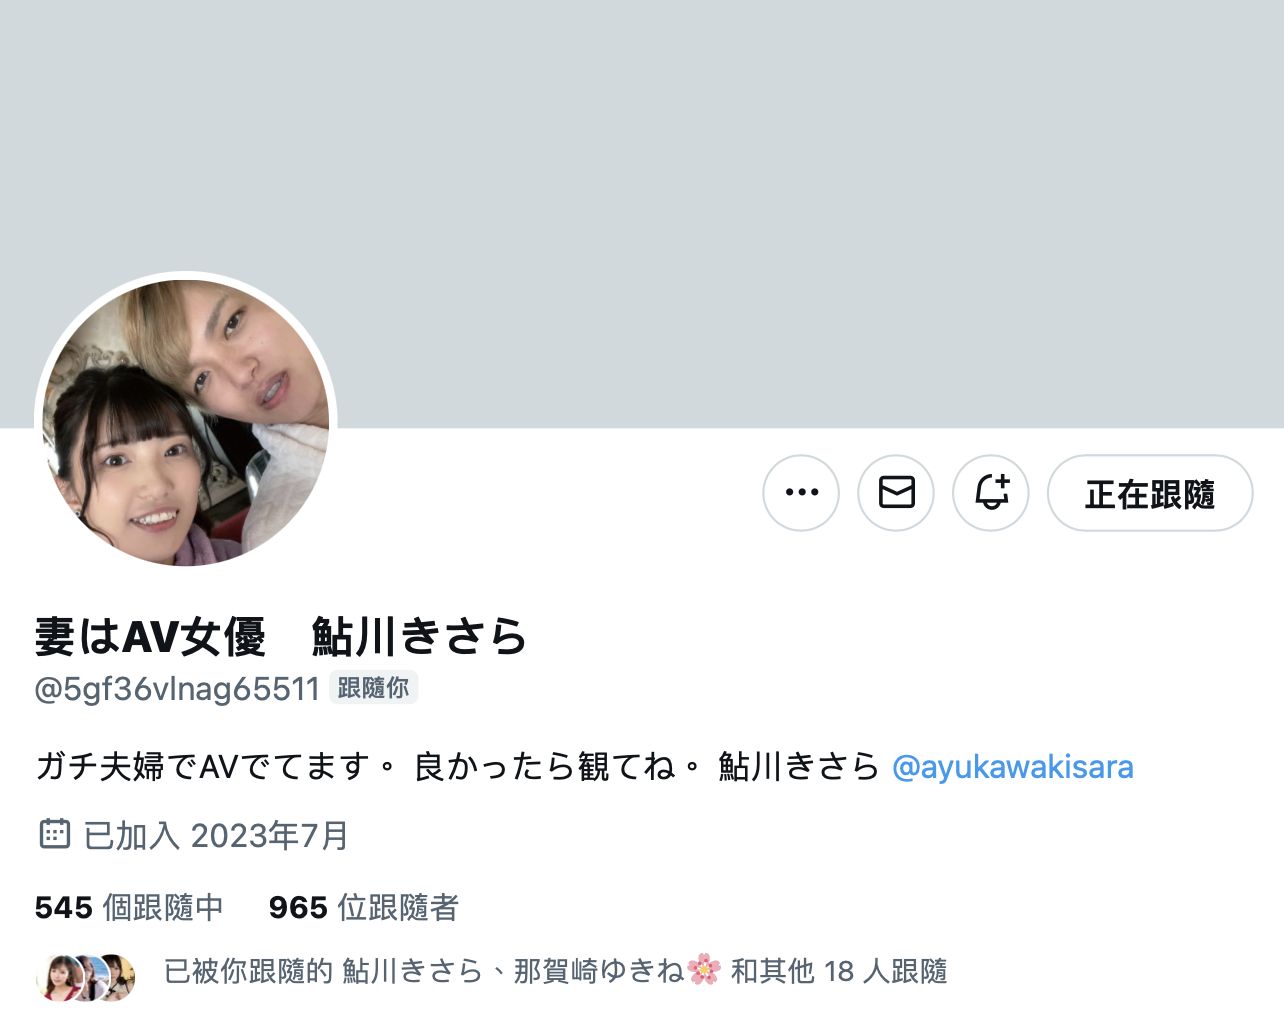 正在跟隨
妻はAV女優　鮎川きさら
@5gf36vlnag65511 跟隨你
ガチ夫婦でAVでてます。 良かったら観てね。 鮎川きさら @ayukawakisara
已加入 2023年7月
545 個跟隨中 965 位跟隨者
已被你跟隨的 鮎川きさら、那賀崎ゆきね🌸 和其他 18 人跟隨